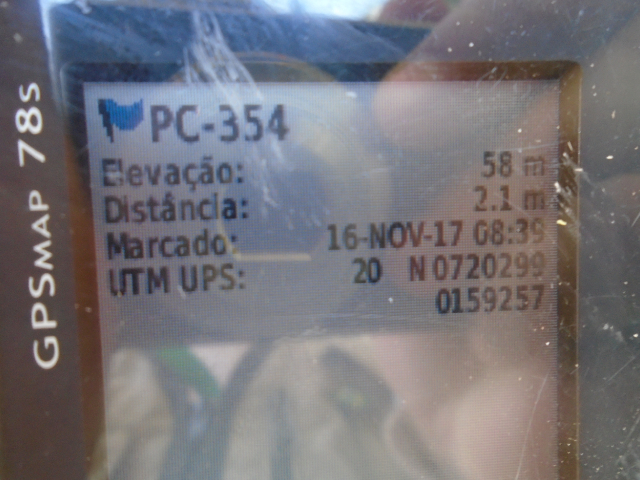 GPSMAP 78s
PC-354
Elevação: 58 m
Distância: 2.1 m
Marcado: 16-NOV-17 08:39
UTM UPS: 20 N 0720299
0159257